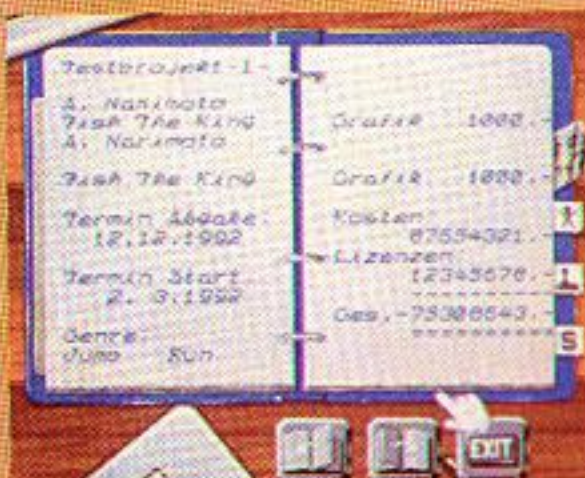 Testprojekt-1-
A. Narimoto
Fish The King
A. Narimoto
Fish The King
Termin Abgabe:
12.12.1992
Termin Start:
2. 3.1992
Genre:
Jump Run
Grafik 1000.-
Grafik 1000.-
Kosten:
87654321.-
Lizenzen:
12345678.-
Ges.-75308643.-
S
EXIT